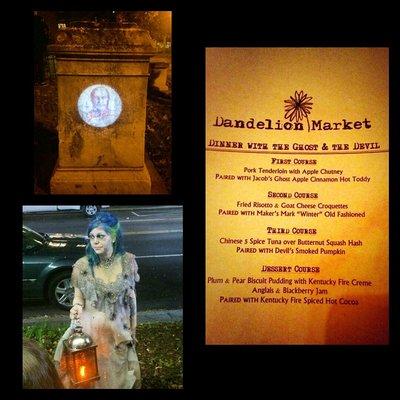 Dandelion Market
Dinner with the Ghost & the Devil
First Course
Pork Tenderloin with Apple Chutney
Paired with Jacob's Ghost Apple Cinnamon Hot Toddy
Second Course
Fried Risotto & Goat Cheese Croquettes
Paired with Maker's Mark "Winter" Old Fashioned
Third Course
Chinese 5 Spice Tuna over Butternut Squash Hash
Paired with Devil's Smoked Pumpkin
Dessert Course
Plum & Pear Biscuit Pudding with Kentucky Fire Creme
Anglais & Blackberry Jam
Paired with Kentucky Fire Spiced Hot Cocoa